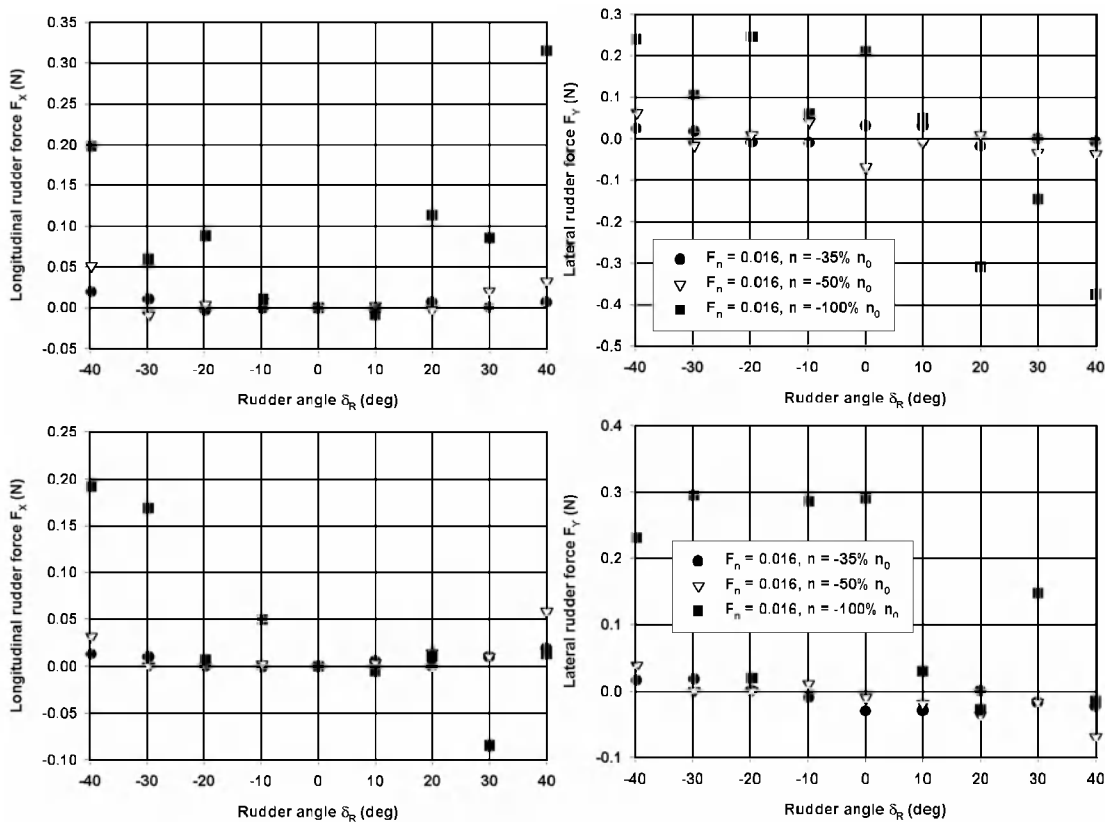 Longitudinal rudder force F_X (N)
0.35
0.30
0.25
0.20
0.15
0.10
0.05
0.00
-0.05
-40 -30 -20 -10 0 10 20 30 40
Rudder angle δ_R (deg)
Lateral rudder force F_Y (N)
0.3
0.2
0.1
0.0
-0.1
-0.2
-0.3
-0.4
-0.5
F_n = 0.016, n = -35% n_0
F_n = 0.016, n = -50% n_0
F_n = 0.016, n = -100% n_0
-40 -30 -20 -10 0 10 20 30 40
Rudder angle δ_R (deg)
Longitudinal rudder force F_X (N)
0.25
0.20
0.15
0.10
0.05
0.00
-0.05
-0.10
-40 -30 -20 -10 0 10 20 30 40
Rudder angle δ_R (deg)
Lateral rudder force F_Y (N)
0.4
0.3
0.2
0.1
0.0
-0.1
F_n = 0.016, n = -35% n_0
F_n = 0.016, n = -50% n_0
F_n = 0.016, n = -100% n_0
-40 -30 -20 -10 0 10 20 30 40
Rudder angle δ_R (deg)